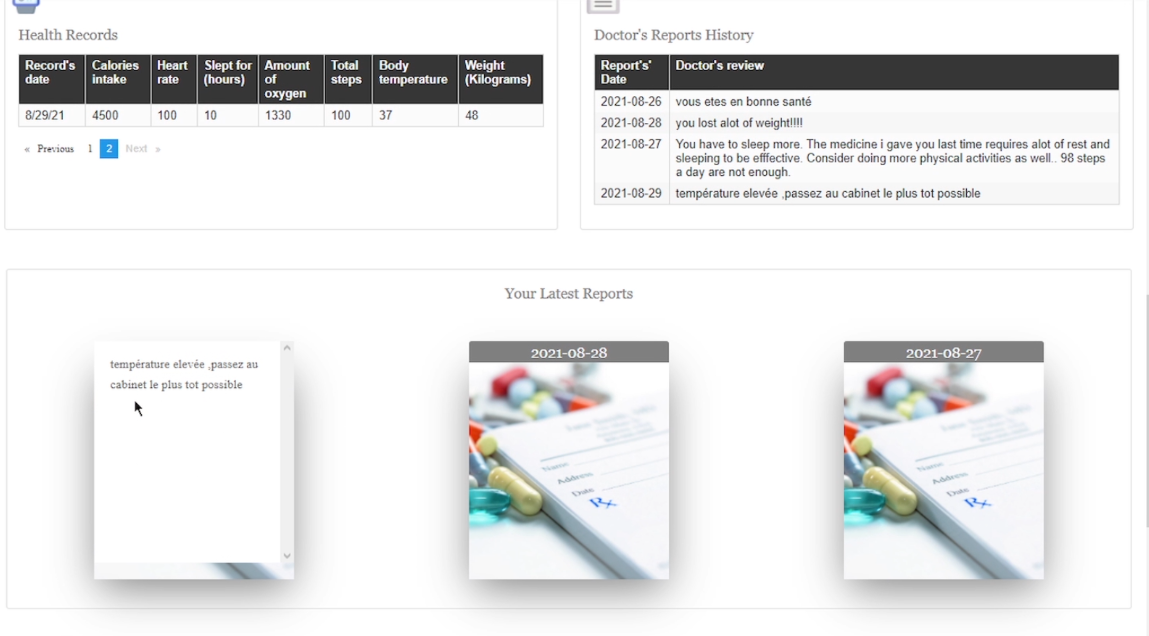 Health Records
Record's date Calories intake Heart rate Slept for (hours) Amount of oxygen Total steps Body temperature Weight (Kilograms)
8/29/21 4500 100 10 1330 100 37 48
« Previous 1 2 Next »
Doctor's Reports History
Report's' Date Doctor's review
2021-08-26 vous etes en bonne santé
2021-08-28 you lost alot of weight!!!!
2021-08-27 You have to sleep more. The medicine i gave you last time requires alot of rest and
sleeping to be efffective. Consider doing more physical activities as well.. 98 steps
a day are not enough.
2021-08-29 température elevée ,passez au cabinet le plus tot possible
Your Latest Reports
température elevée ,passez au
cabinet le plus tot possible
2021-08-28
Name
Address
Date
Rx
2021-08-27
Name
Address
Date
Rx